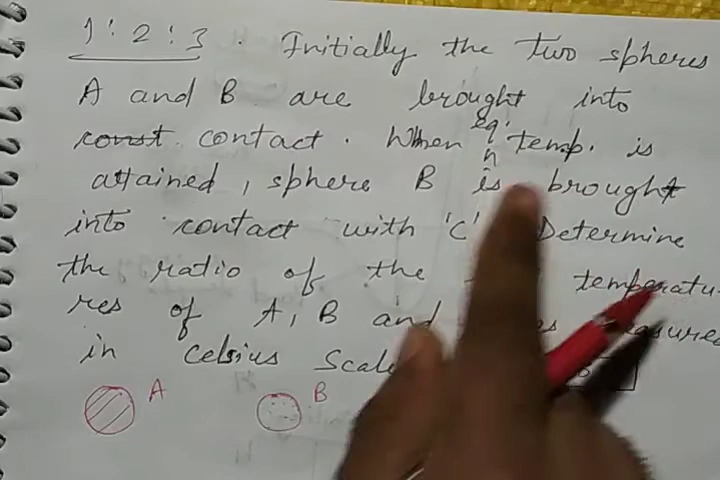 1 : 2 : 3 . Initially the two spheres
A and B are brought into
const. contact . When eqn temp. is
attained , sphere B is brought
into contact with 'c' Determine
the ratio of the temperatu-
res of A, B and measured
in Celsius Scale
A B